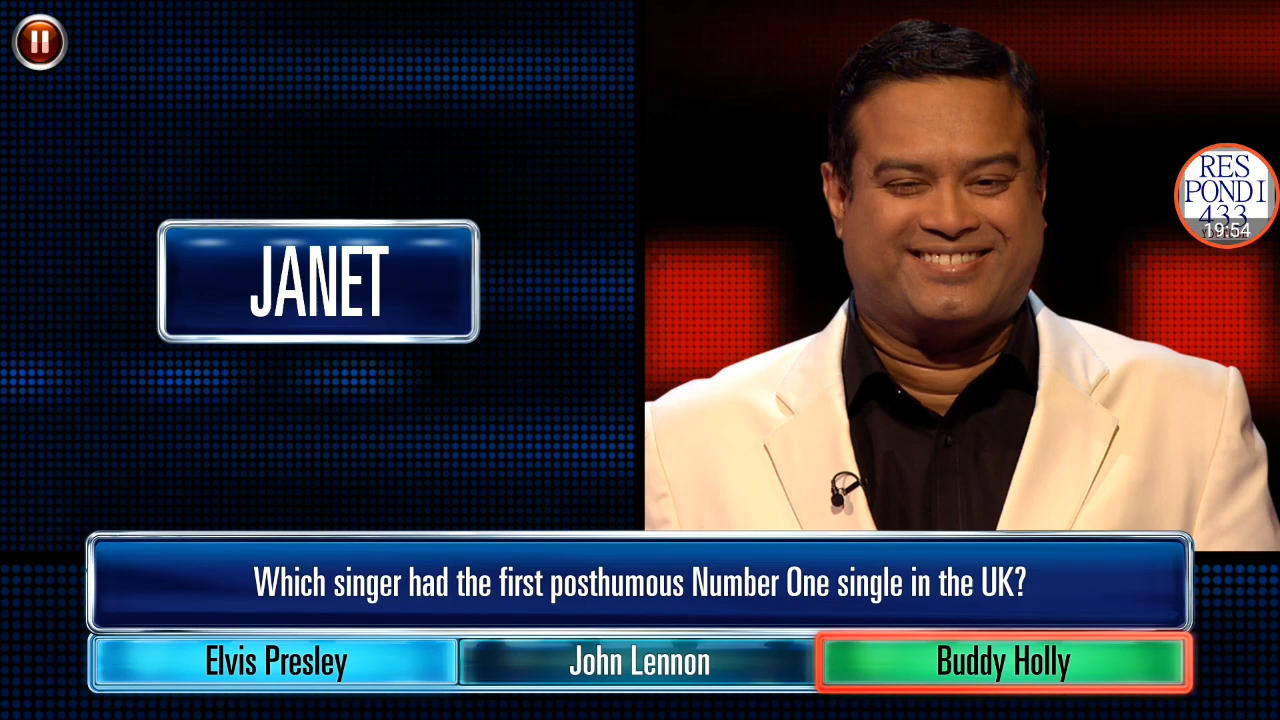 JANET
RES
PONDI
433
19:54
Which singer had the first posthumous Number One single in the UK?
Elvis Presley
John Lennon
Buddy Holly